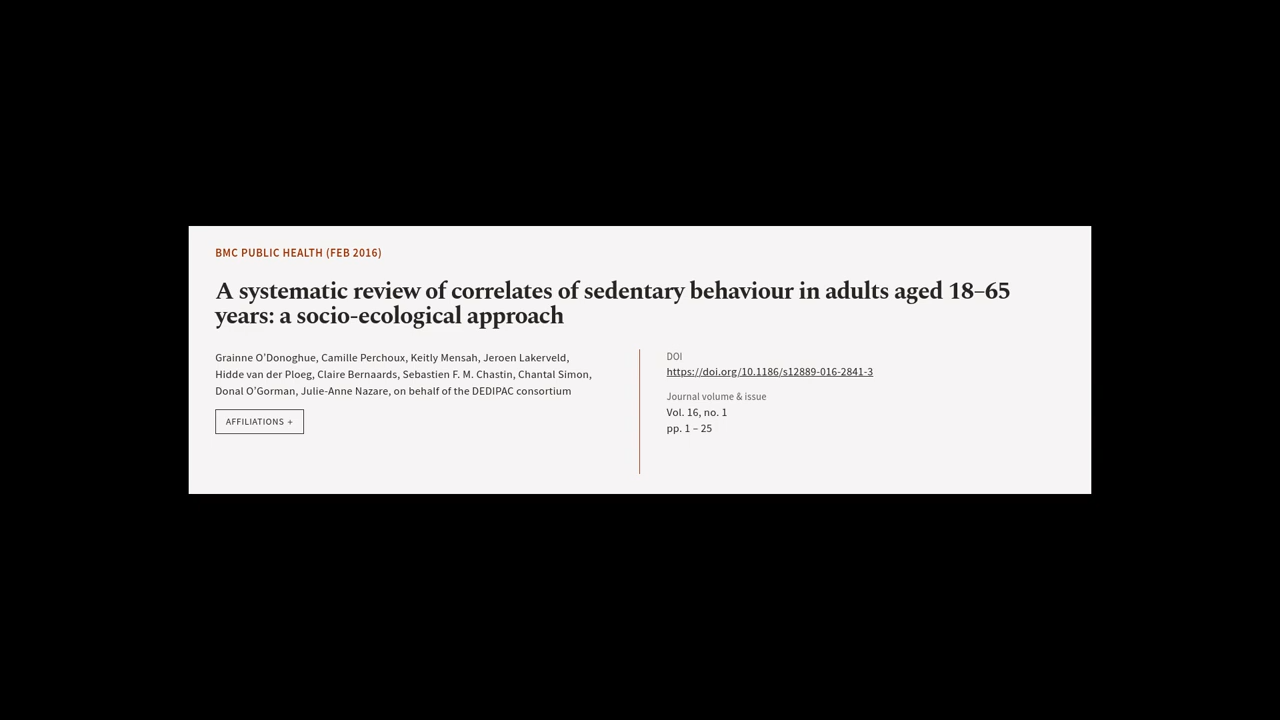 BMC PUBLIC HEALTH (FEB 2016)
A systematic review of correlates of sedentary behaviour in adults aged 18–65
years: a socio-ecological approach
Grainne O’Donoghue, Camille Perchoux, Keitly Mensah, Jeroen Lakerveld,
Hidde van der Ploeg, Claire Bernaards, Sebastien F. M. Chastin, Chantal Simon,
Donal O’Gorman, Julie-Anne Nazare, on behalf of the DEDIPAC consortium
AFFILIATIONS +
DOI
https://doi.org/10.1186/s12889-016-2841-3
Journal volume & issue
Vol. 16, no. 1
pp. 1 – 25